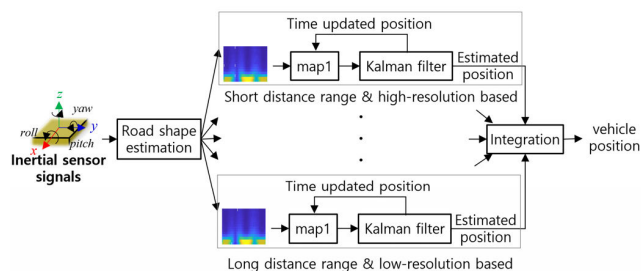 Time updated position
map1
Kalman filter
Estimated
position
Short distance range & high-resolution based
z
yaw
roll
y
x
pitch
Inertial sensor
signals
Road shape
estimation
Integration
vehicle
position
Time updated position
map1
Kalman filter
Estimated
position
Long distance range & low-resolution based